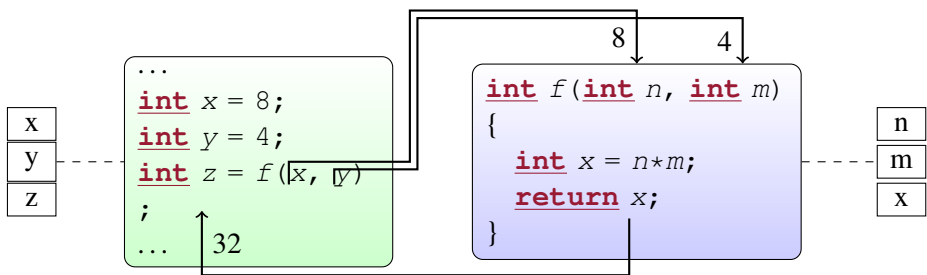 8 4
x
y
z
...
int x = 8;
int y = 4;
int z = f(x, y)
;
...
32
int f(int n, int m)
{
int x = n*m;
return x;
}
n
m
x